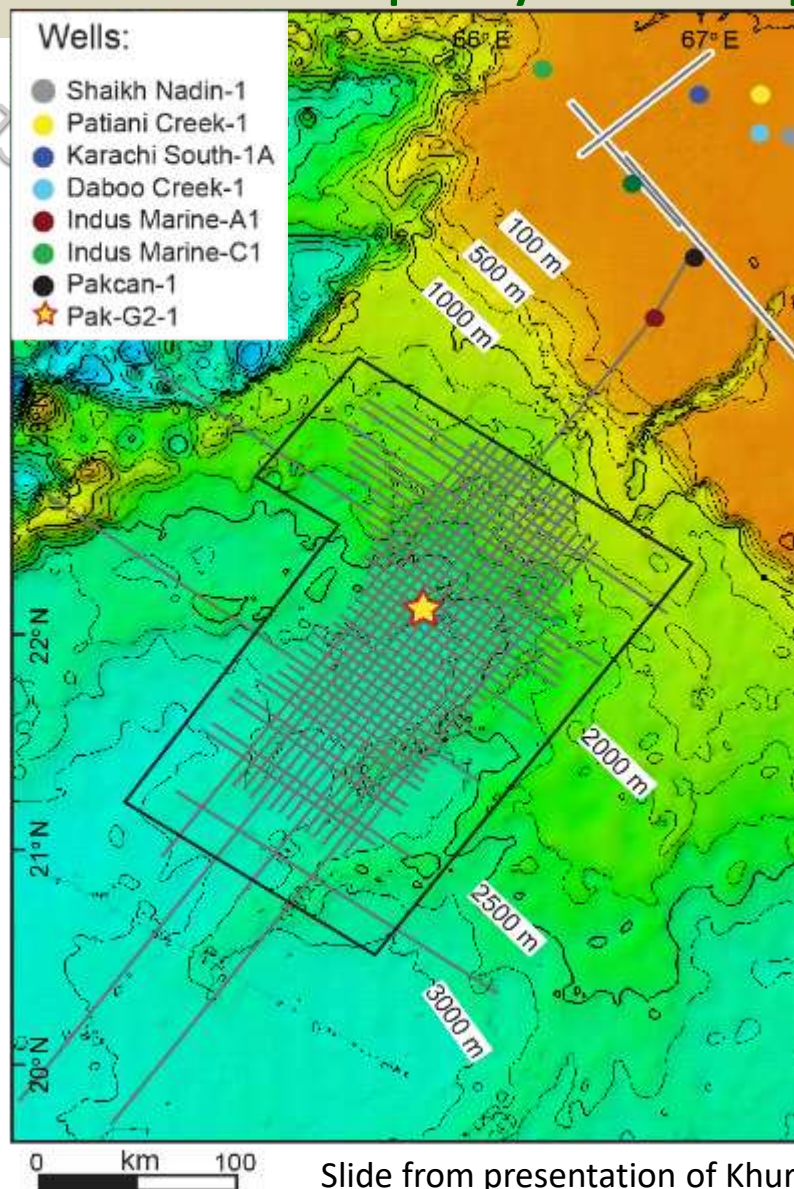 Wells:
Shaikh Nadin-1
Patiani Creek-1
Karachi South-1A
Daboo Creek-1
Indus Marine-A1
Indus Marine-C1
Pakcan-1
Pak-G2-1
66° E
67° E
100 m
500 m
1000 m
22°N
2000 m
21°N
2500 m
3000 m
20°N
0 km 100
Slide from presentation of Khur